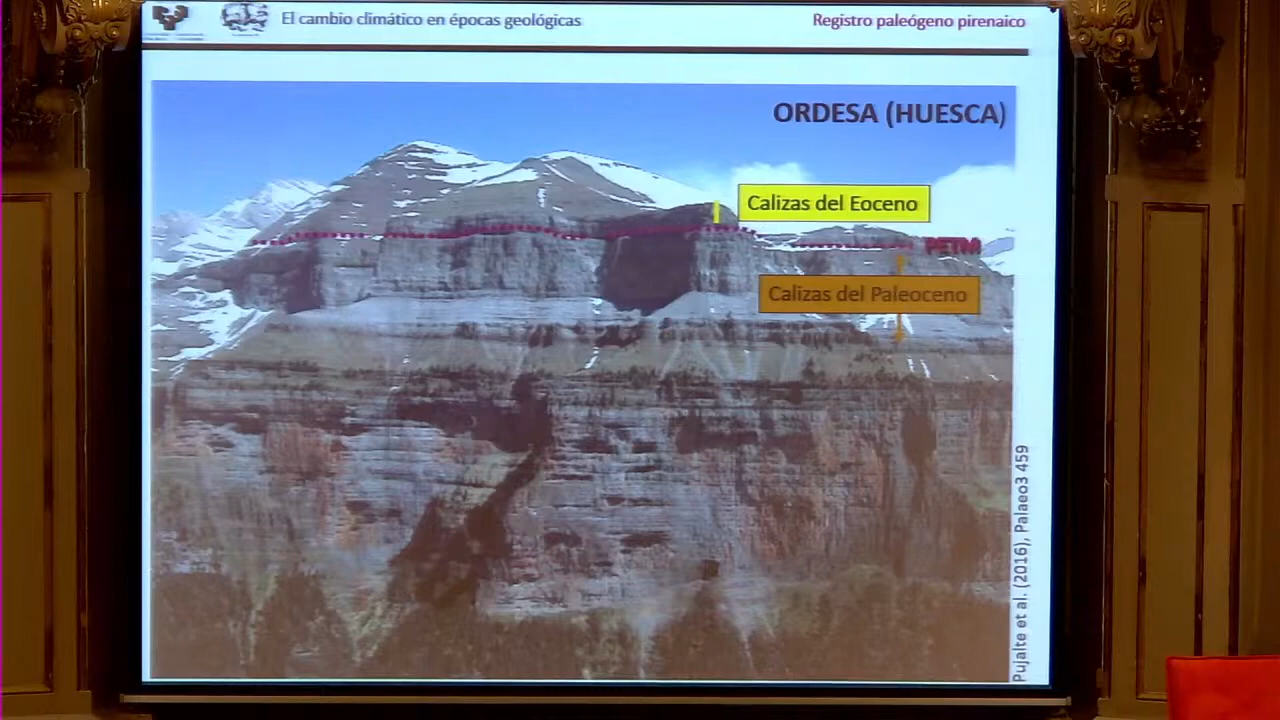 El cambio climático en épocas geológicas
Registro paleógeno pirenaico
ORDESA (HUESCA)
Calizas del Eoceno
PETM
Calizas del Paleoceno
Pujalte et al. (2016), Palaeo3 459